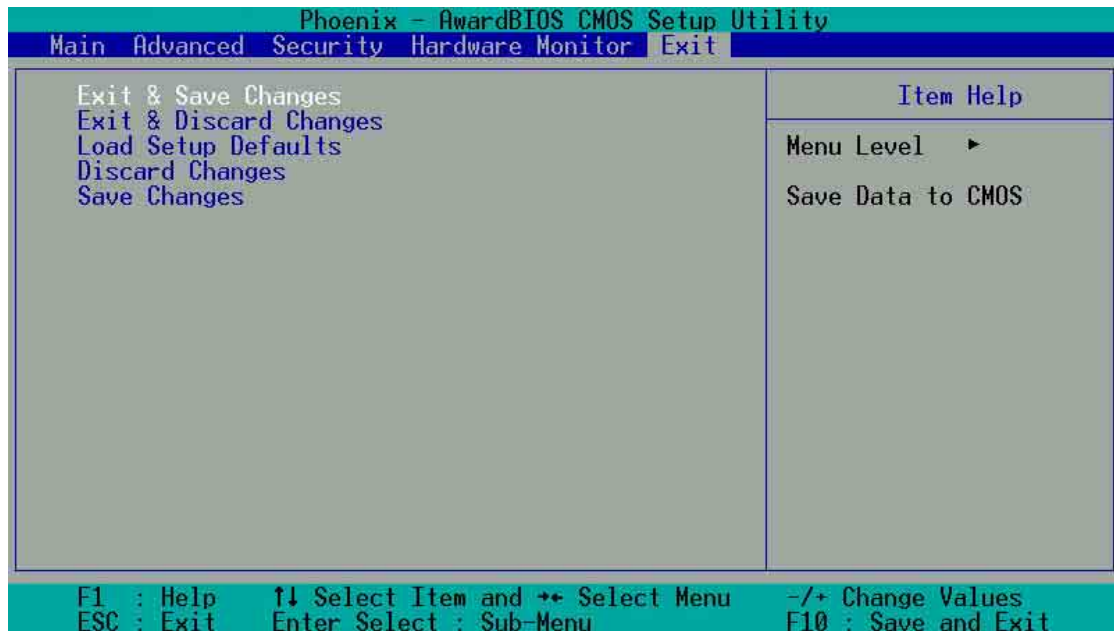 Phoenix - AwardBIOS CMOS Setup Utility
Main Advanced Security Hardware Monitor Exit
Exit & Save Changes
Exit & Discard Changes
Load Setup Defaults
Discard Changes
Save Changes
Item Help
Menu Level ►
Save Data to CMOS
F1 : Help ↑↓ Select Item and →← Select Menu -/+ Change Values
ESC : Exit Enter Select : Sub-Menu F10 : Save and Exit